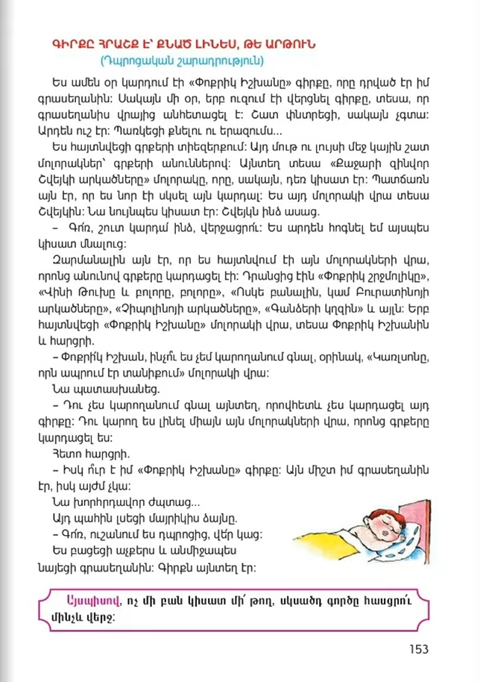 ԳԻՐՔԸ ՀՐԱՇՔ Է՝ ՔՆԱԾ ԼԻՆԵՍ, ԹԵ ԱՐԹՈՒՆ
(Դպրոցական շարադրություն)
Ես ամեն օր կարդում էի «Փոքրիկ Իշխանը» գիրքը, որը դրված էր իմ
գրասեղանին: Սակայն մի օր, երբ ուզում էի վերցնել գիրքը, տեսա, որ
գրասեղանիս վրայից անհետացել է: Շատ փնտրեցի, սակայն չգտա:
Արդեն ուշ էր: Պառկեցի քնելու ու երազումս...
Ես հայտնվեցի գրքերի տիեզերքում: Այդ մութ ու լույսի մեջ կային շատ
մոլորակներ՝ գրքերի անուններով: Այնտեղ տեսա «Քաջարի զինվոր
Շվեյկի արկածները» մոլորակը, որը, սակայն, դեռ կիսատ էր: Պատճառն
այն էր, որ ես նոր էի սկսել այն կարդալ: Ես այդ մոլորակի վրա տեսա
Շվեյկին: Նա նույնպես կիսատ էր: Շվեյկն ինձ ասաց.
– Գո՛ռ, շուտ կարդա՛ ինձ, վերջացրո՛ւ: Ես արդեն հոգնել եմ այսպես
կիսատ մնալուց:
Զարմանալին այն էր, որ ես հայտնվում էի այն մոլորակների վրա,
որոնց անունով գրքերը կարդացել էի: Դրանցից էին «Փոքրիկ շրջմոլիկը»,
«Վինի Թուխը և բոլորը, բոլորը», «Ոսկե բանալին, կամ Բուրատինոյի
արկածները», «Չիպոլինոյի արկածները», «Գանձերի կղզին» և այլն: Երբ
հայտնվեցի «Փոքրիկ Իշխանը» մոլորակի վրա, տեսա Փոքրիկ Իշխանին
և հարցրի.
– Փոքրի՛կ Իշխան, ինչո՞ւ ես չեմ կարողանում գնալ, օրինակ, «Կառլսոնը,
որն ապրում էր տանիքում» մոլորակի վրա:
Նա պատասխանեց.
– Դու չես կարողանում գնալ այնտեղ, որովհետև չես կարդացել այդ
գիրքը: Դու կարող ես լինել միայն այն մոլորակների վրա, որոնց գրքերը
կարդացել ես:
Հետո հարցրի.
– Իսկ ո՞ւր է իմ «Փոքրիկ Իշխանը» գիրքը: Այն միշտ իմ գրասեղանին
էր, իսկ այժմ չկա:
Նա խորհրդավոր ժպտաց...
Այդ պահին լսեցի մայրիկիս ձայնը.
– Գո՛ռ, ուշանում ես դպրոցից, վե՛ր կաց:
Ես բացեցի աչքերս և անմիջապես
նայեցի գրասեղանին: Գիրքն այնտեղ էր:
Այսպիսով, ոչ մի բան կիսատ մի՛ թող, սկսածդ գործը հասցրո՛ւ
մինչև վերջ:
153